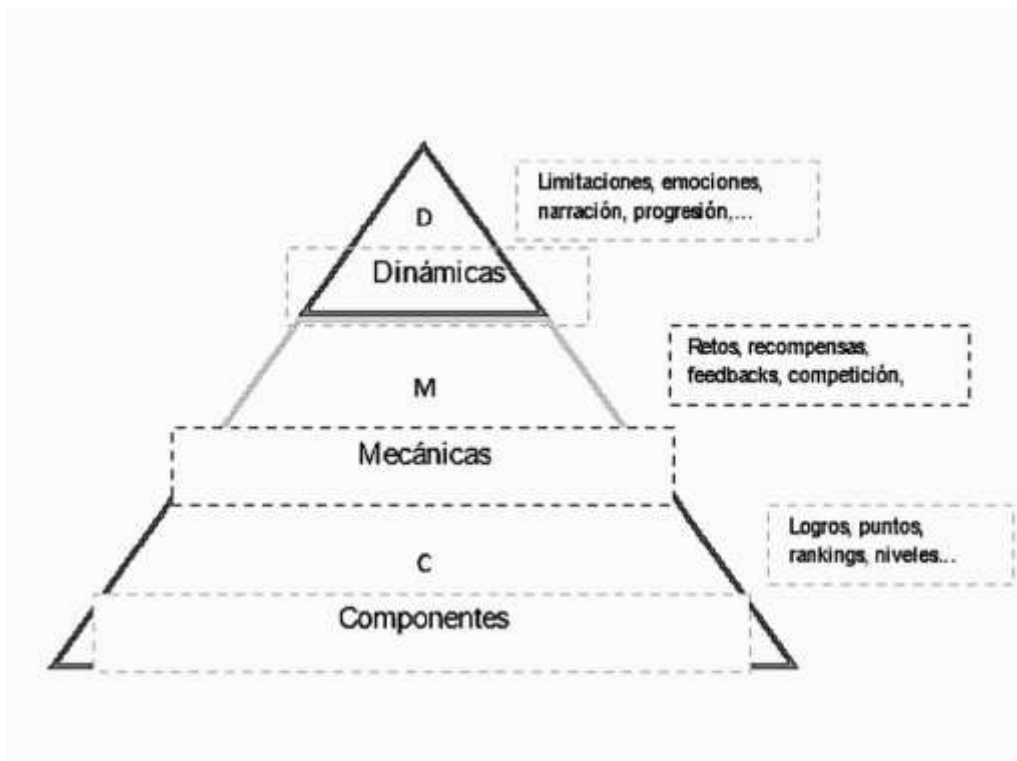 Limitaciones, emociones,
narración, progresión,...
D
Dinámicas
Retos, recompensas,
feedbacks, competición,
M
Mecánicas
Logros, puntos,
rankings, niveles...
C
Componentes